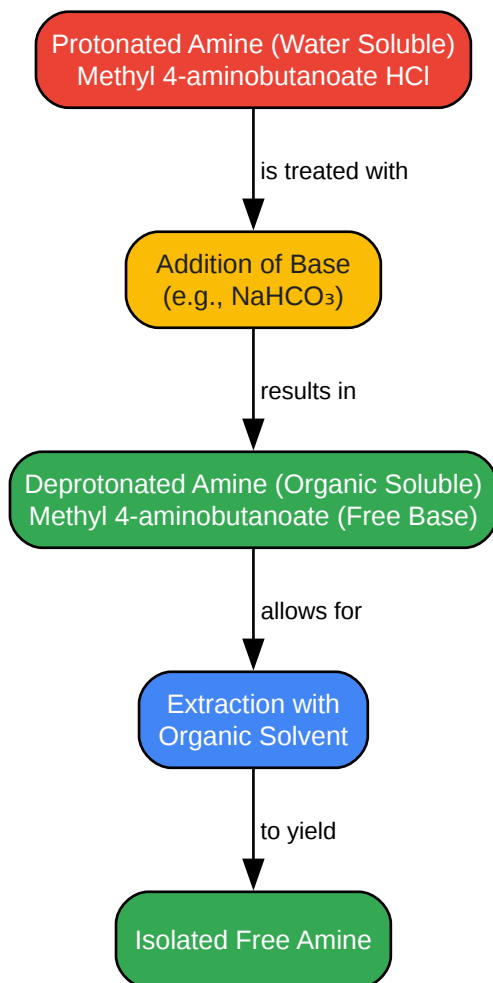 Protonated Amine (Water Soluble)
Methyl 4-aminobutanoate HCl
is treated with
Addition of Base
(e.g., NaHCO₃)
results in
Deprotonated Amine (Organic Soluble)
Methyl 4-aminobutanoate (Free Base)
allows for
Extraction with
Organic Solvent
to yield
Isolated Free Amine